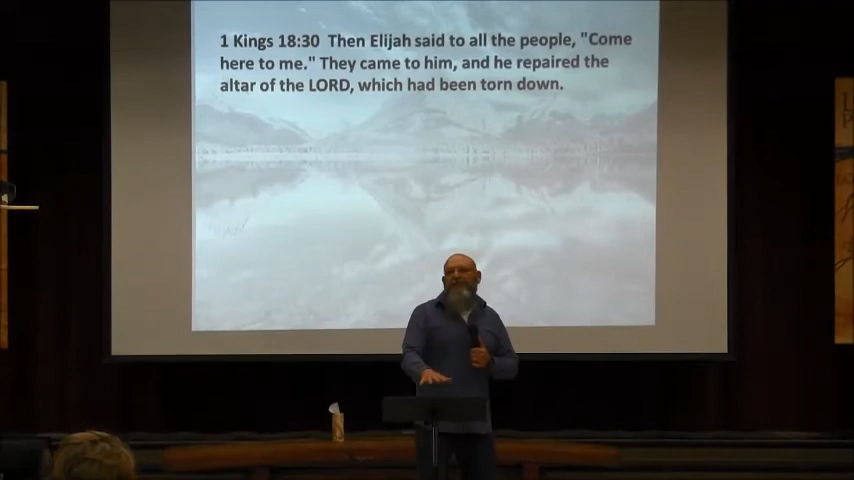 1 Kings 18:30  Then Elijah said to all the people, "Come
here to me." They came to him, and he repaired the
altar of the LORD, which had been torn down.